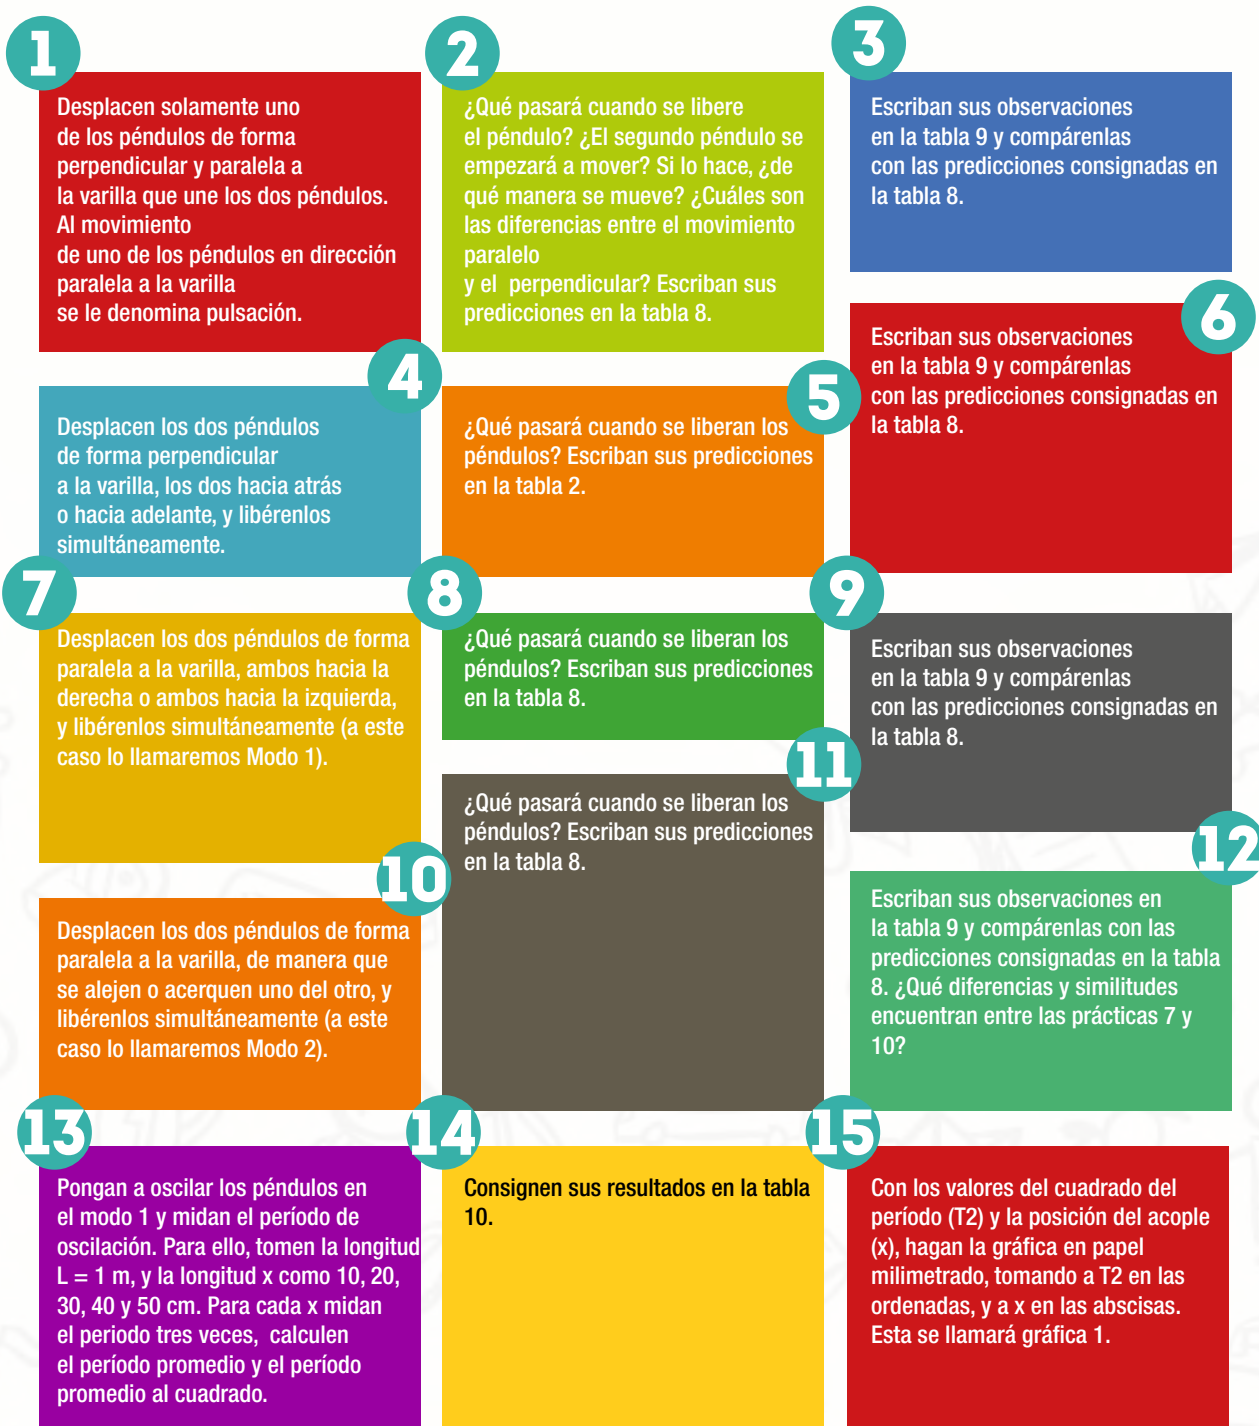 1
Desplacen solamente uno
de los péndulos de forma
perpendicular y paralela a
la varilla que une los dos péndulos.
Al movimiento
de uno de los péndulos en dirección
paralela a la varilla
se le denomina pulsación.
2
¿Qué pasará cuando se libere
el péndulo? ¿El segundo péndulo se
empezará a mover? Si lo hace, ¿de
qué manera se mueve? ¿Cuáles son
las diferencias entre el movimiento
paralelo
y el perpendicular? Escriban sus
predicciones en la tabla 8.
3
Escriban sus observaciones
en la tabla 9 y compárenlas
con las predicciones consignadas en
la tabla 8.
4
Desplacen los dos péndulos
de forma perpendicular
a la varilla, los dos hacia atrás
o hacia adelante, y libérenlos
simultáneamente.
5
¿Qué pasará cuando se liberan los
péndulos? Escriban sus predicciones
en la tabla 2.
6
Escriban sus observaciones
en la tabla 9 y compárenlas
con las predicciones consignadas en
la tabla 8.
7
Desplacen los dos péndulos de forma
paralela a la varilla, ambos hacia la
derecha o ambos hacia la izquierda,
y libérenlos simultáneamente (a este
caso lo llamaremos Modo 1).
8
¿Qué pasará cuando se liberan los
péndulos? Escriban sus predicciones
en la tabla 8.
9
Escriban sus observaciones
en la tabla 9 y compárenlas
con las predicciones consignadas en
la tabla 8.
10
Desplacen los dos péndulos de forma
paralela a la varilla, de manera que
se alejen o acerquen uno del otro, y
libérenlos simultáneamente (a este
caso lo llamaremos Modo 2).
11
¿Qué pasará cuando se liberan los
péndulos? Escriban sus predicciones
en la tabla 8.
12
Escriban sus observaciones en
la tabla 9 y compárenlas con las
predicciones consignadas en la tabla
8. ¿Qué diferencias y similitudes
encuentran entre las prácticas 7 y
10?
13
Pongan a oscilar los péndulos en
el modo 1 y midan el período de
oscilación. Para ello, tomen la longitud
L = 1 m, y la longitud x como 10, 20,
30, 40 y 50 cm. Para cada x midan
el periodo tres veces, calculen
el período promedio y el período
promedio al cuadrado.
14
Consignen sus resultados en la tabla
10.
15
Con los valores del cuadrado del
período (T2) y la posición del acople
(x), hagan la gráfica en papel
milimetrado, tomando a T2 en las
ordenadas, y a x en las abscisas.
Esta se llamará gráfica 1.